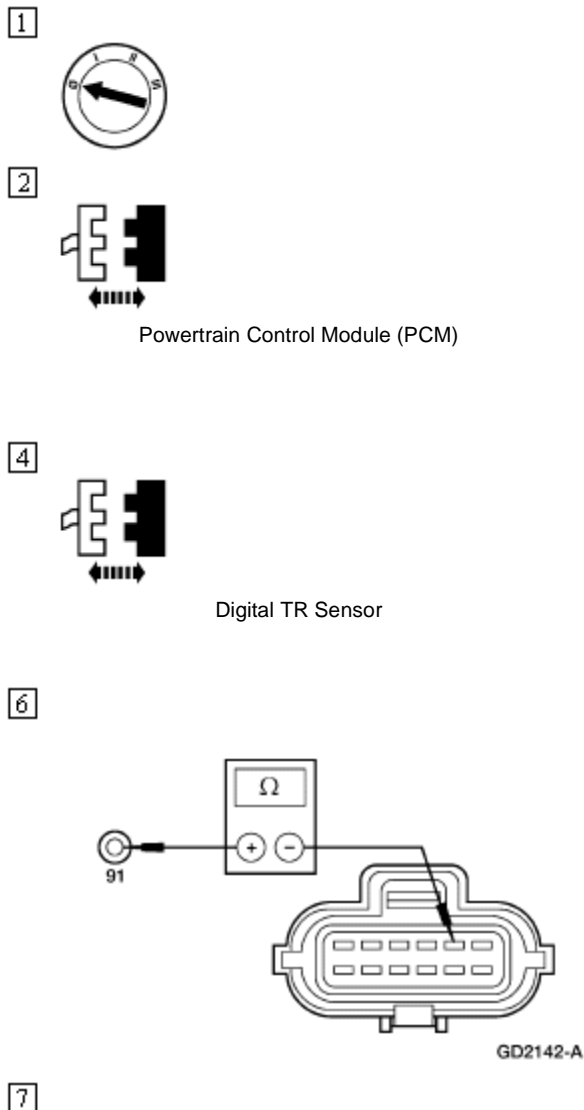 1
2
Powertrain Control Module (PCM)
4
Digital TR Sensor
6
Ω
+ −
91
GD2142-A
7